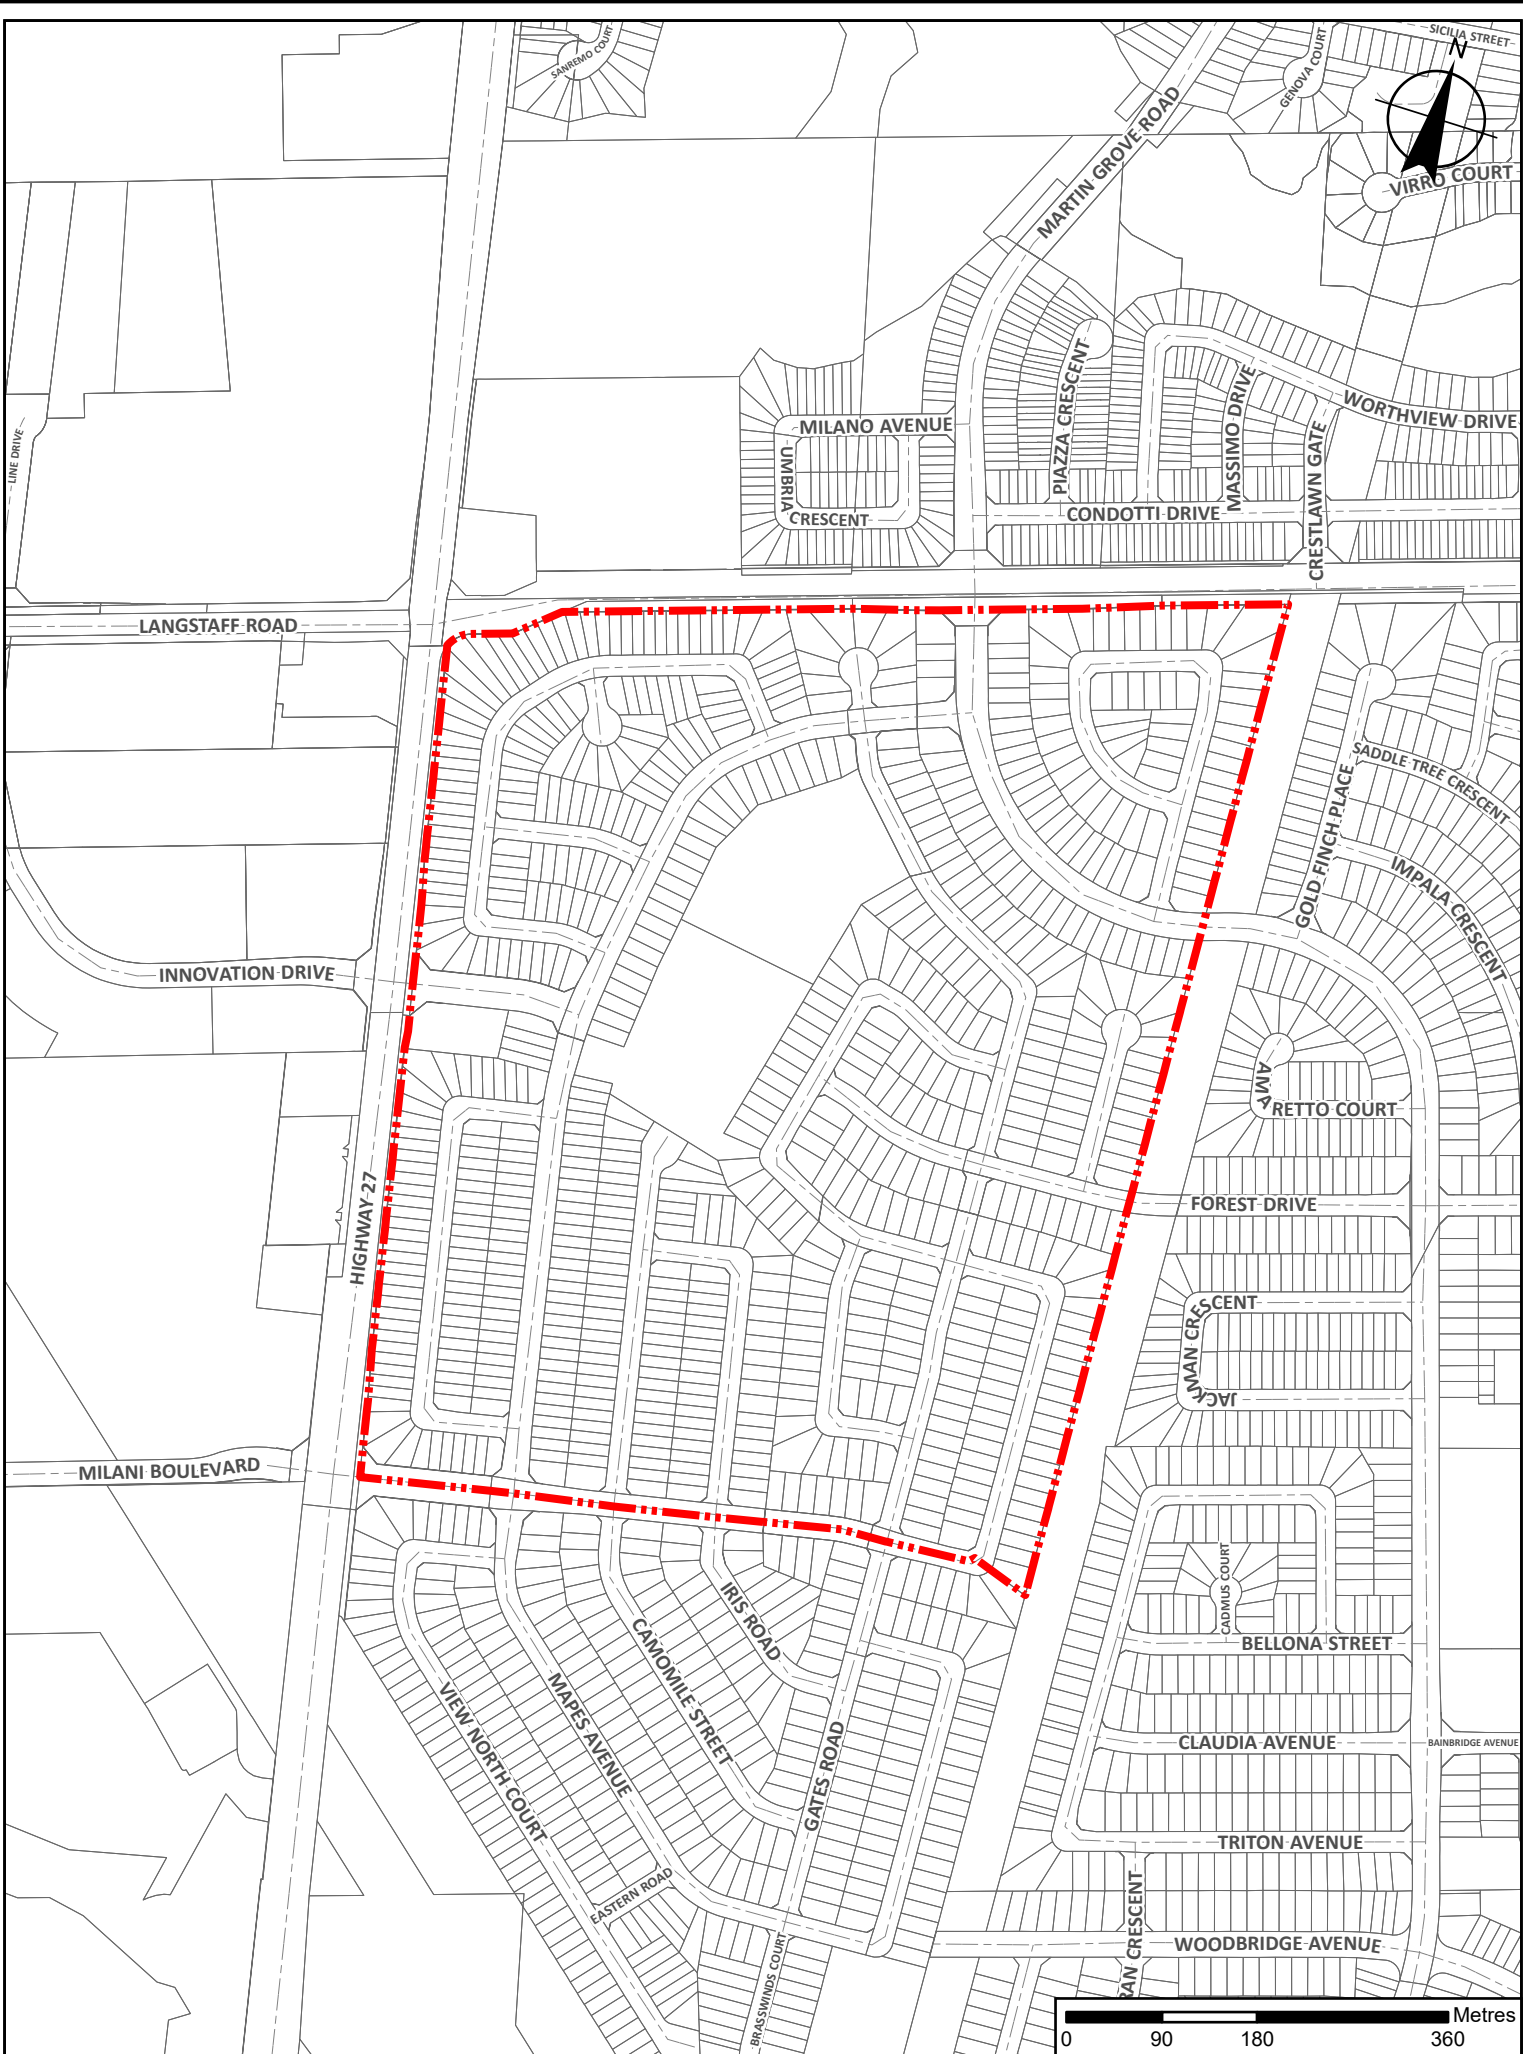 SICILIA STREET
N
SANREMO COURT
GENOVA COURT
MARTIN GROVE ROAD
VIRRO COURT
LINE DRIVE
MILANO AVENUE
UMBRIA
CRESCENT
PIAZZA CRESCENT
MASSIMO DRIVE
WORTHVIEW DRIVE
CRESTLAWN GATE
CONDOTTI DRIVE
LANGSTAFF ROAD
SADDLE TREE CRESCENT
GOLD FINCH PLACE
IMPALA CRESCENT
INNOVATION DRIVE
AMA
RETTO COURT
HIGHWAY 27
FOREST DRIVE
JACKMAN CRESCENT
MILANI BOULEVARD
CADMUS COURT
IRIS ROAD
BELLONA STREET
CAMOMILE STREET
MAPES AVENUE
VIEW NORTH COURT
GATES ROAD
CLAUDIA AVENUE
BAINBRIDGE AVENUE
TRITON AVENUE
EASTERN ROAD
RAN CRESCENT
WOODBRIDGE AVENUE
BRASSWINDS COURT
Metres
0 90 180 360